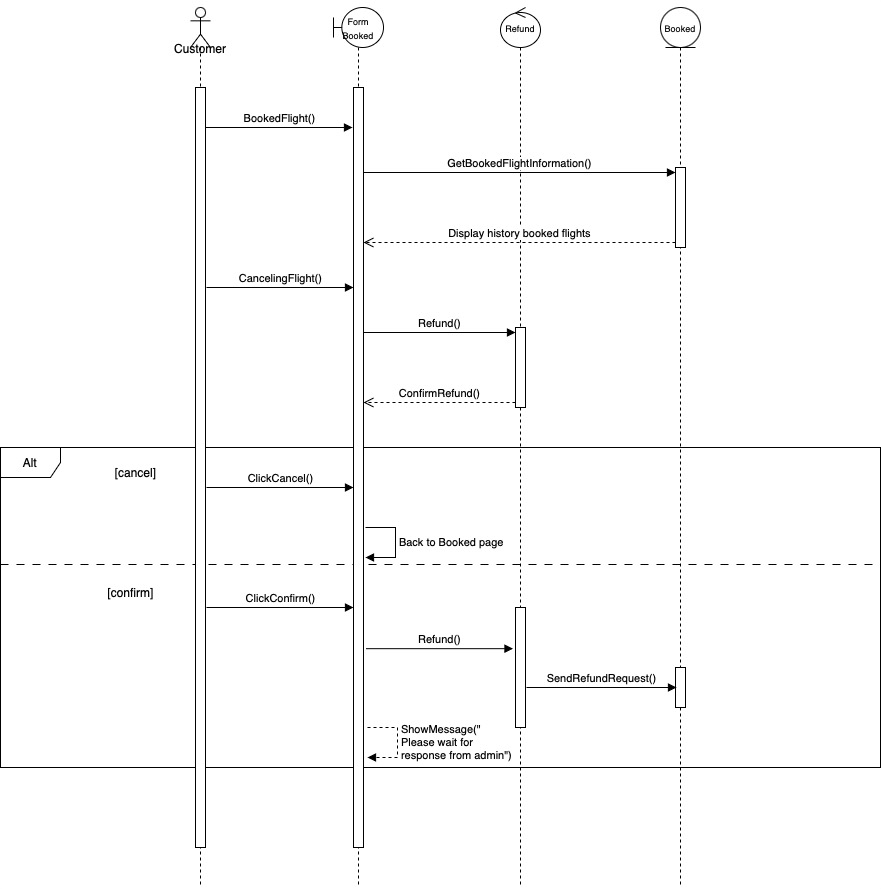 Form
Booked
Refund
Booked
Customer
BookedFlight()
GetBookedFlightInformation()
Display history booked flights
CancelingFlight()
Refund()
ConfirmRefund()
Alt
[cancel]
ClickCancel()
Back to Booked page
[confirm]
ClickConfirm()
Refund()
SendRefundRequest()
ShowMessage("
Please wait for
response from admin")